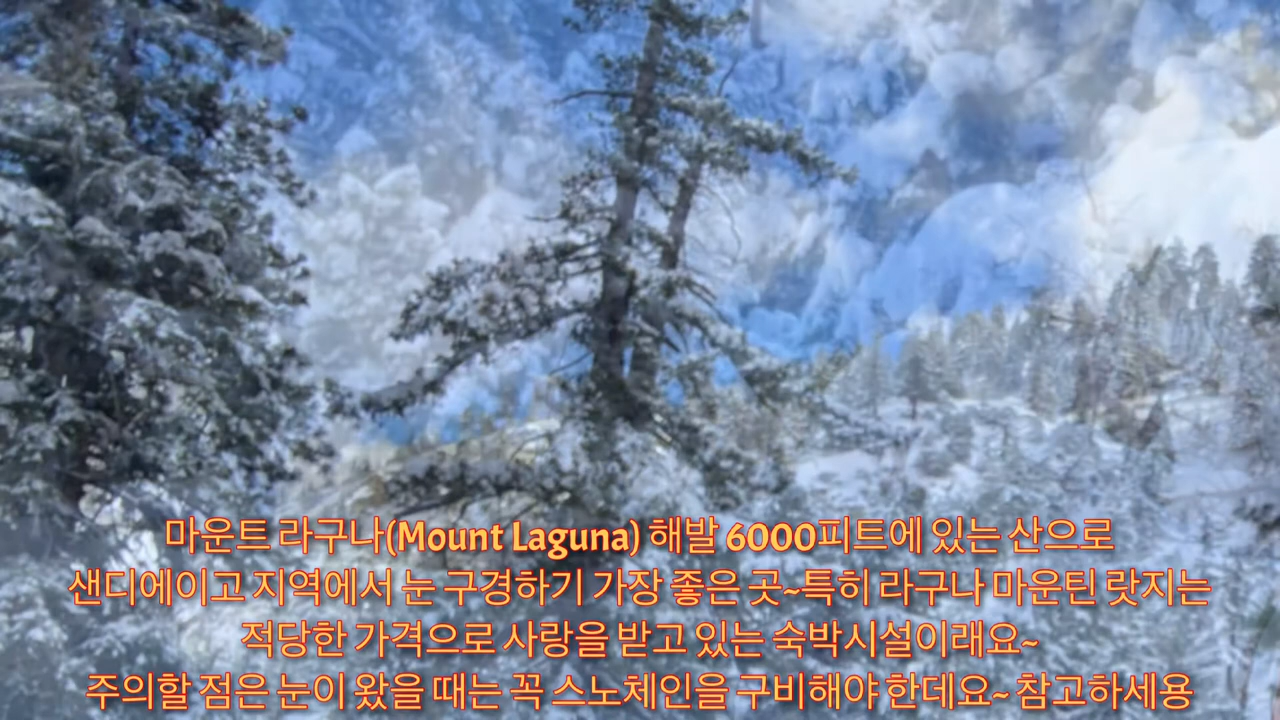 마운트 라구나(Mount Laguna) 해발 6000피트에 있는 산으로
샌디에이고 지역에서 눈 구경하기 가장 좋은 곳~특히 라구나 마운틴 랏지는
적당한 가격으로 사랑을 받고 있는 숙박시설이래요~
주의할 점은 눈이 왔을 때는 꼭 스노체인을 구비해야 한데요~ 참고하세용